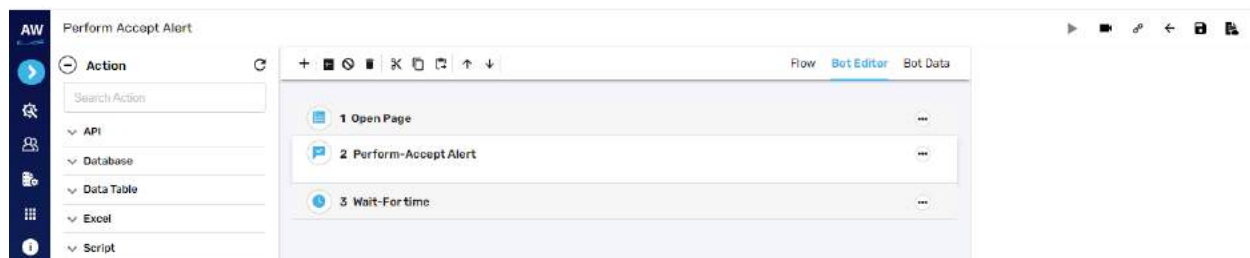 AW
Perform Accept Alert
Action
Flow Bot Editor Bot Data
Search Action
API
Database
Data Table
Excel
Script
1 Open Page
2 Perform-Accept Alert
3 Wait-For time